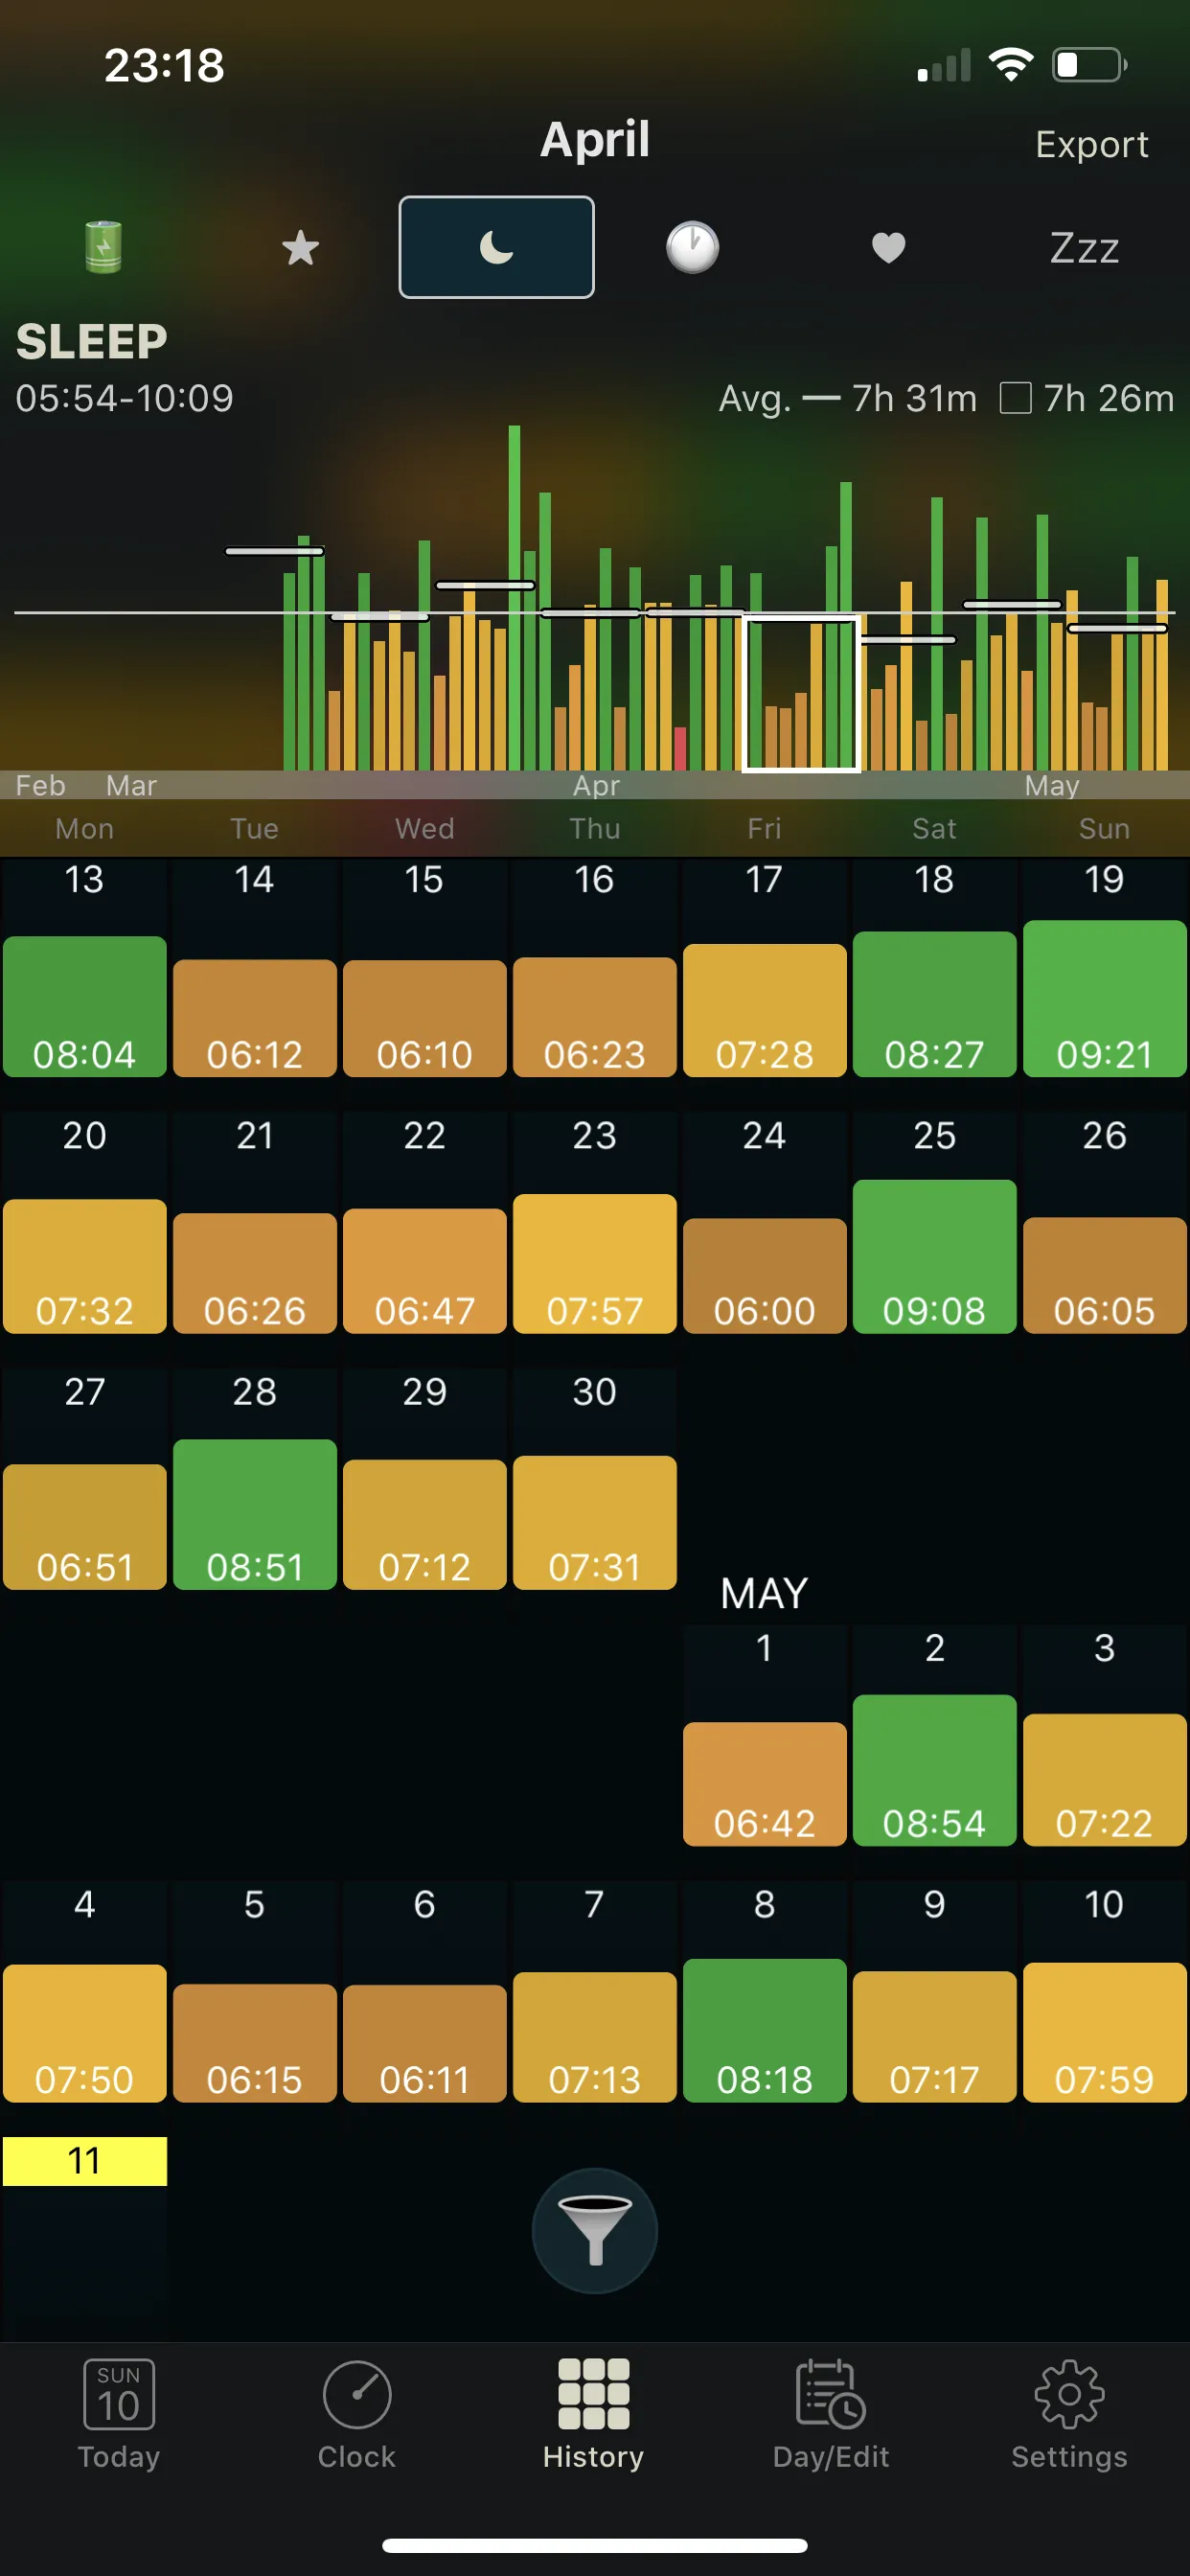 23:18
April
Export
Zzz
SLEEP
05:54-10:09
Avg. 7h 31m 7h 26m
Feb Mar Apr May
Mon Tue Wed Thu Fri Sat Sun
13 14 15 16 17 18 19
08:04 06:12 06:10 06:23 07:28 08:27 09:21
20 21 22 23 24 25 26
07:32 06:26 06:47 07:57 06:00 09:08 06:05
27 28 29 30
06:51 08:51 07:12 07:31
MAY
1 2 3
06:42 08:54 07:22
4 5 6 7 8 9 10
07:50 06:15 06:11 07:13 08:18 07:17 07:59
11
SUN
10
Today Clock History Day/Edit Settings